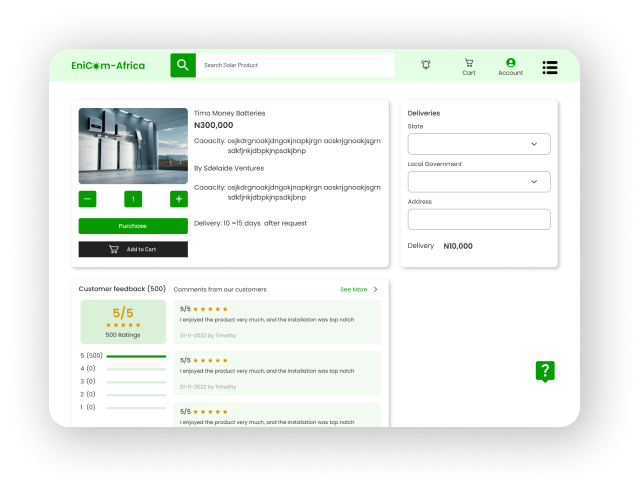 EniCom-Africa
Search Solar Product
Cart
Account
Timo Money Batteries
N300,000
Caoacity: osjkdrgnoakjdngokjnapkjrgn aoskrjgnoakjsgrn
sdkfjnkjdbpkjnpsdkjbnp
By Sdelaide Ventures
Caoacity: osjkdrgnoakjdngokjnapkjrgn aoskrjgnoakjsgrn
sdkfjnkjdbpkjnpsdkjbnp
1
Purchase
Delivery: 10 =15 days after request
Add to Cart
Deliveries
State
Local Government
Address
Delivery N10,000
Customer feedback (500)
Comments from our customers
See More
5/5
500 Ratings
5 (500)
4 (0)
3 (0)
2 (0)
1 (0)
5/5
I enjoyed the product very much, and the installation was top notch
01-11-2022 by Timothy
5/5
I enjoyed the product very much, and the installation was top notch
01-11-2022 by Timothy
5/5
I enjoyed the product very much, and the installation was top notch
?